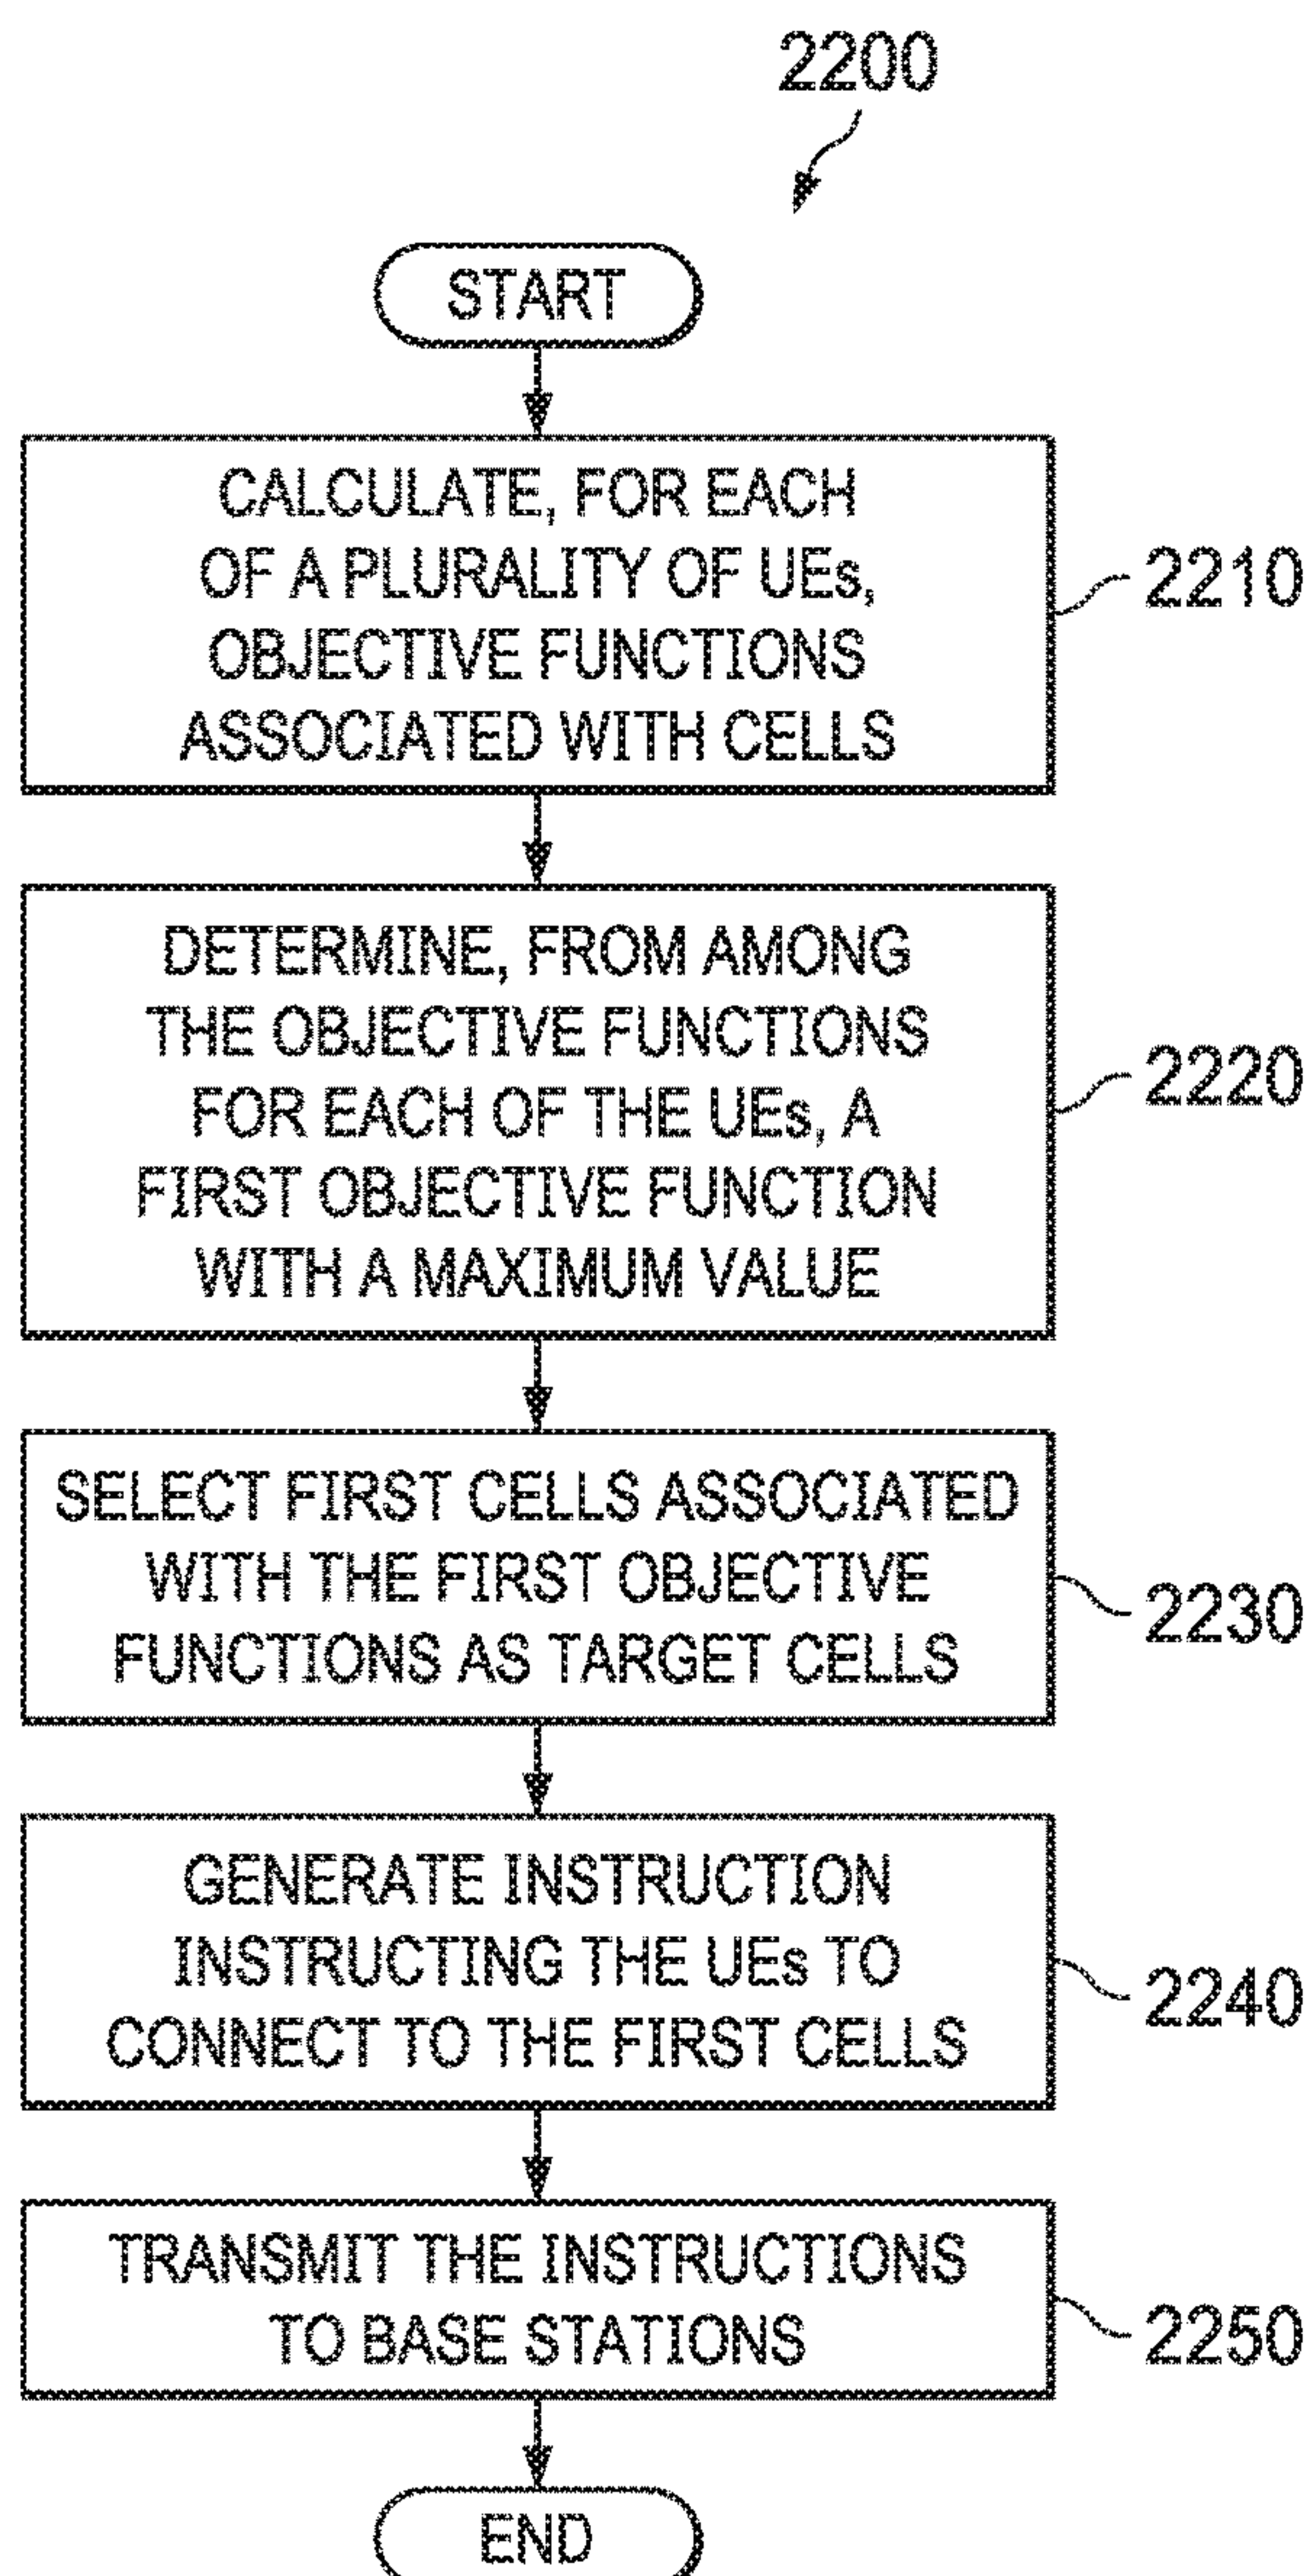 2200
START
CALCULATE, FOR EACH
OF A PLURALITY OF UEs,
OBJECTIVE FUNCTIONS
ASSOCIATED WITH CELLS
2210
DETERMINE, FROM AMONG
THE OBJECTIVE FUNCTIONS
FOR EACH OF THE UEs, A
FIRST OBJECTIVE FUNCTION
WITH A MAXIMUM VALUE
2220
SELECT FIRST CELLS ASSOCIATED
WITH THE FIRST OBJECTIVE
FUNCTIONS AS TARGET CELLS
2230
GENERATE INSTRUCTION
INSTRUCTING THE UEs TO
CONNECT TO THE FIRST CELLS
2240
TRANSMIT THE INSTRUCTIONS
TO BASE STATIONS
2250
END